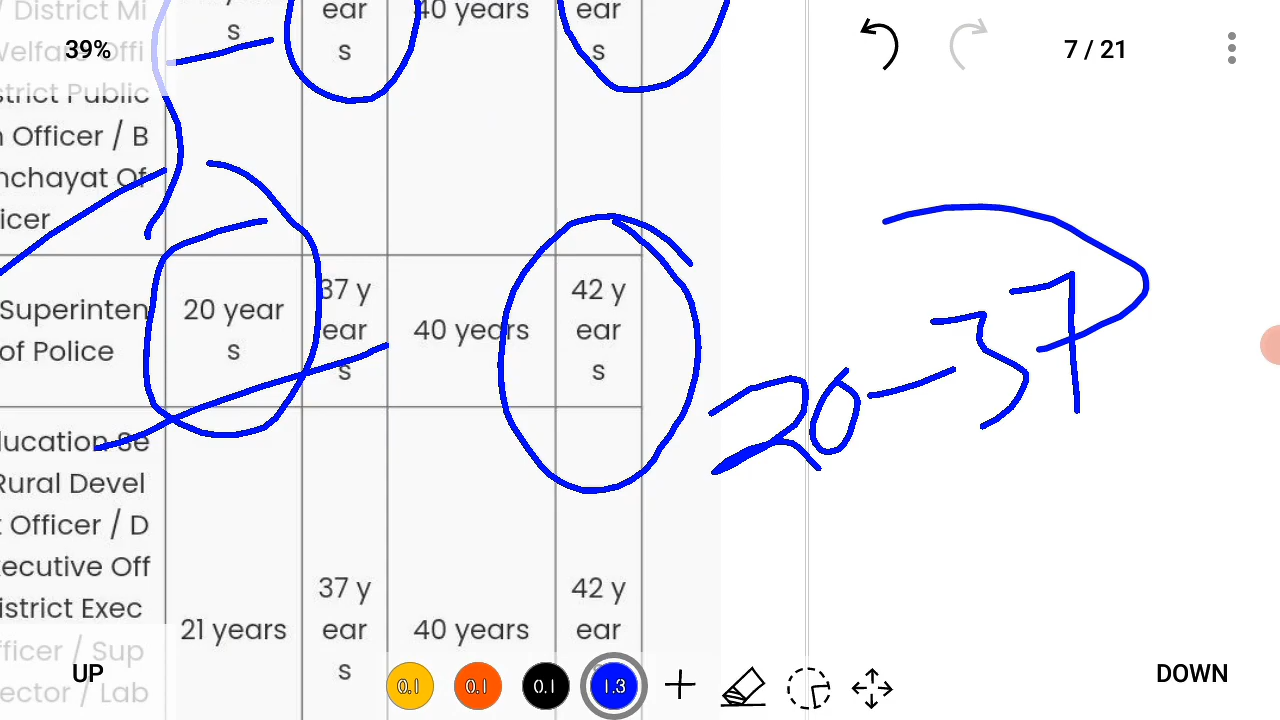 / District Mi
Welfare Offi
strict Public
n Officer / B
nchayat Of
icer
s
ear
s
40 years
ear
s
Superinten
of Police
20 year
s
37 y
ear
s
40 years
42 y
ear
s
lucation Se
Rural Devel
t Officer / D
ecutive Off
istrict Exec
fficer / Sup
ector / Lab
21 years
37 y
ear
s
40 years
42 y
ear
39%
7 / 21
20-37
UP
0.1
0.1
0.1
1.3
DOWN